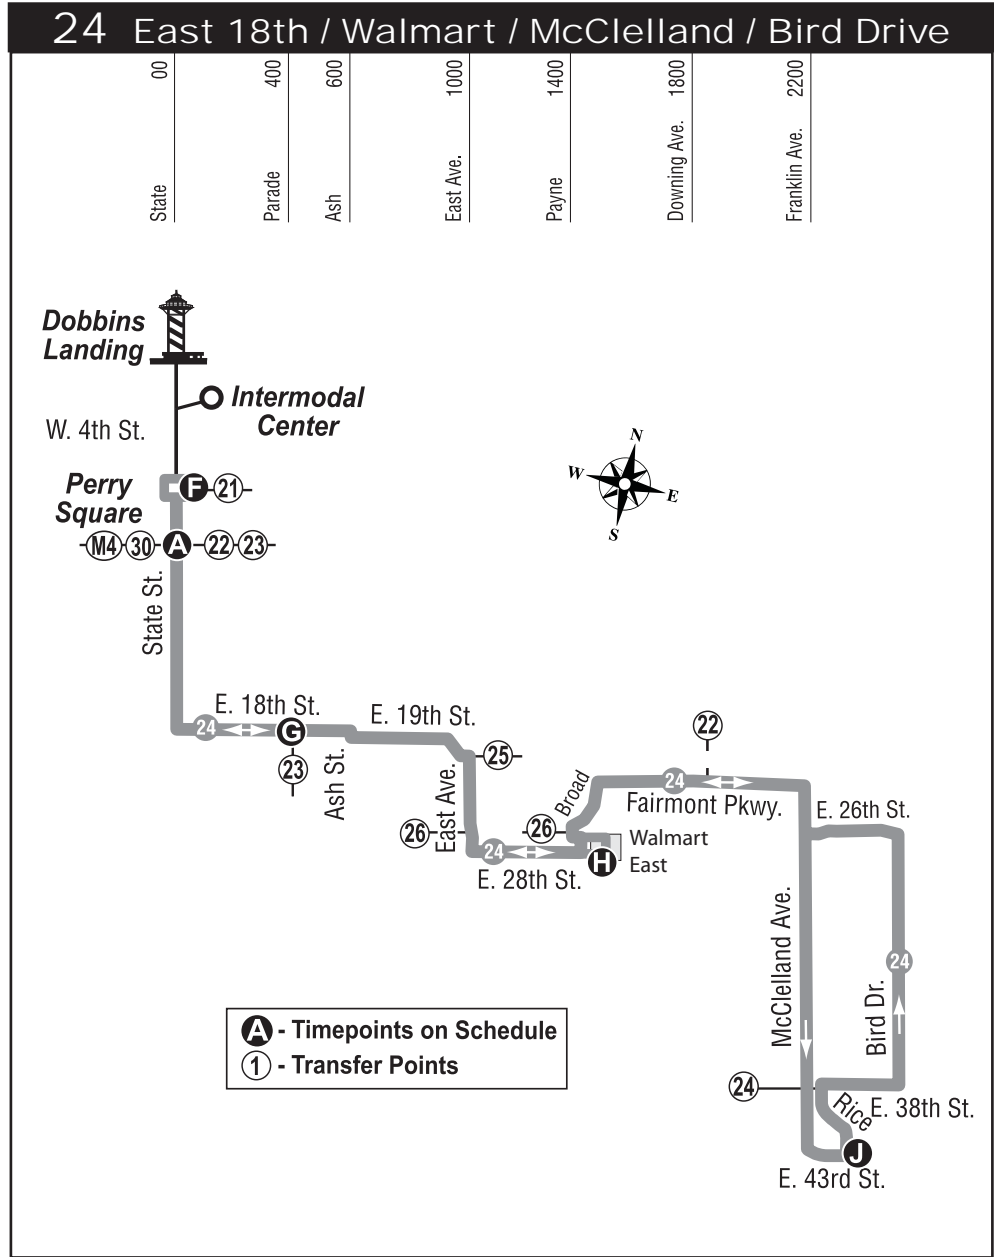 24 East 18th / Walmart / McClelland / Bird Drive
State 00
Parade 400
Ash 600
East Ave. 1000
Payne 1400
Downing Ave. 1800
Franklin Ave. 2200
Dobbins
Landing
Intermodal
Center
W. 4th St.
N
W
E
S
Perry
Square
F
21
M4
30
A
22
23
State St.
E. 18th St.
E. 19th St.
24
G
23
Ash St.
22
25
East Ave.
26
26
Broad
24
Fairmont Pkwy.
E. 26th St.
Walmart
East
24
H
E. 28th St.
McClelland Ave.
24
Bird Dr.
A - Timepoints on Schedule
1 - Transfer Points
24
Rice
E. 38th St.
J
E. 43rd St.